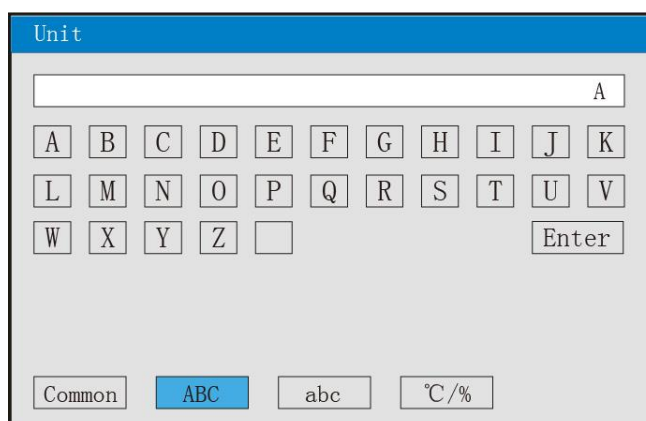 Unit
A
A B C D E F G H I J K
L M N O P Q R S T U V
W X Y Z Enter
Common ABC abc ℃/%